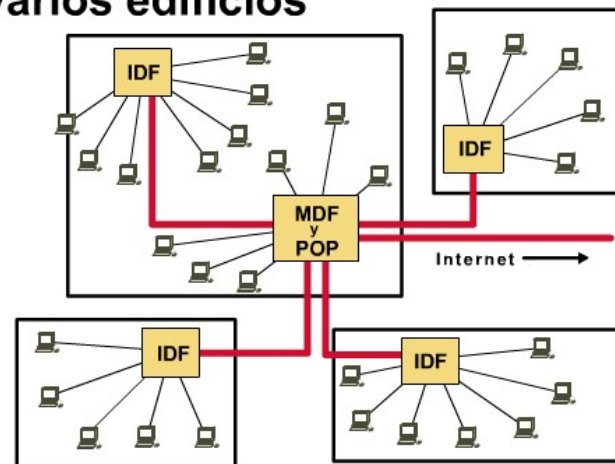 varios edificios
IDF
IDF
MDF
y
POP
Internet
IDF
IDF